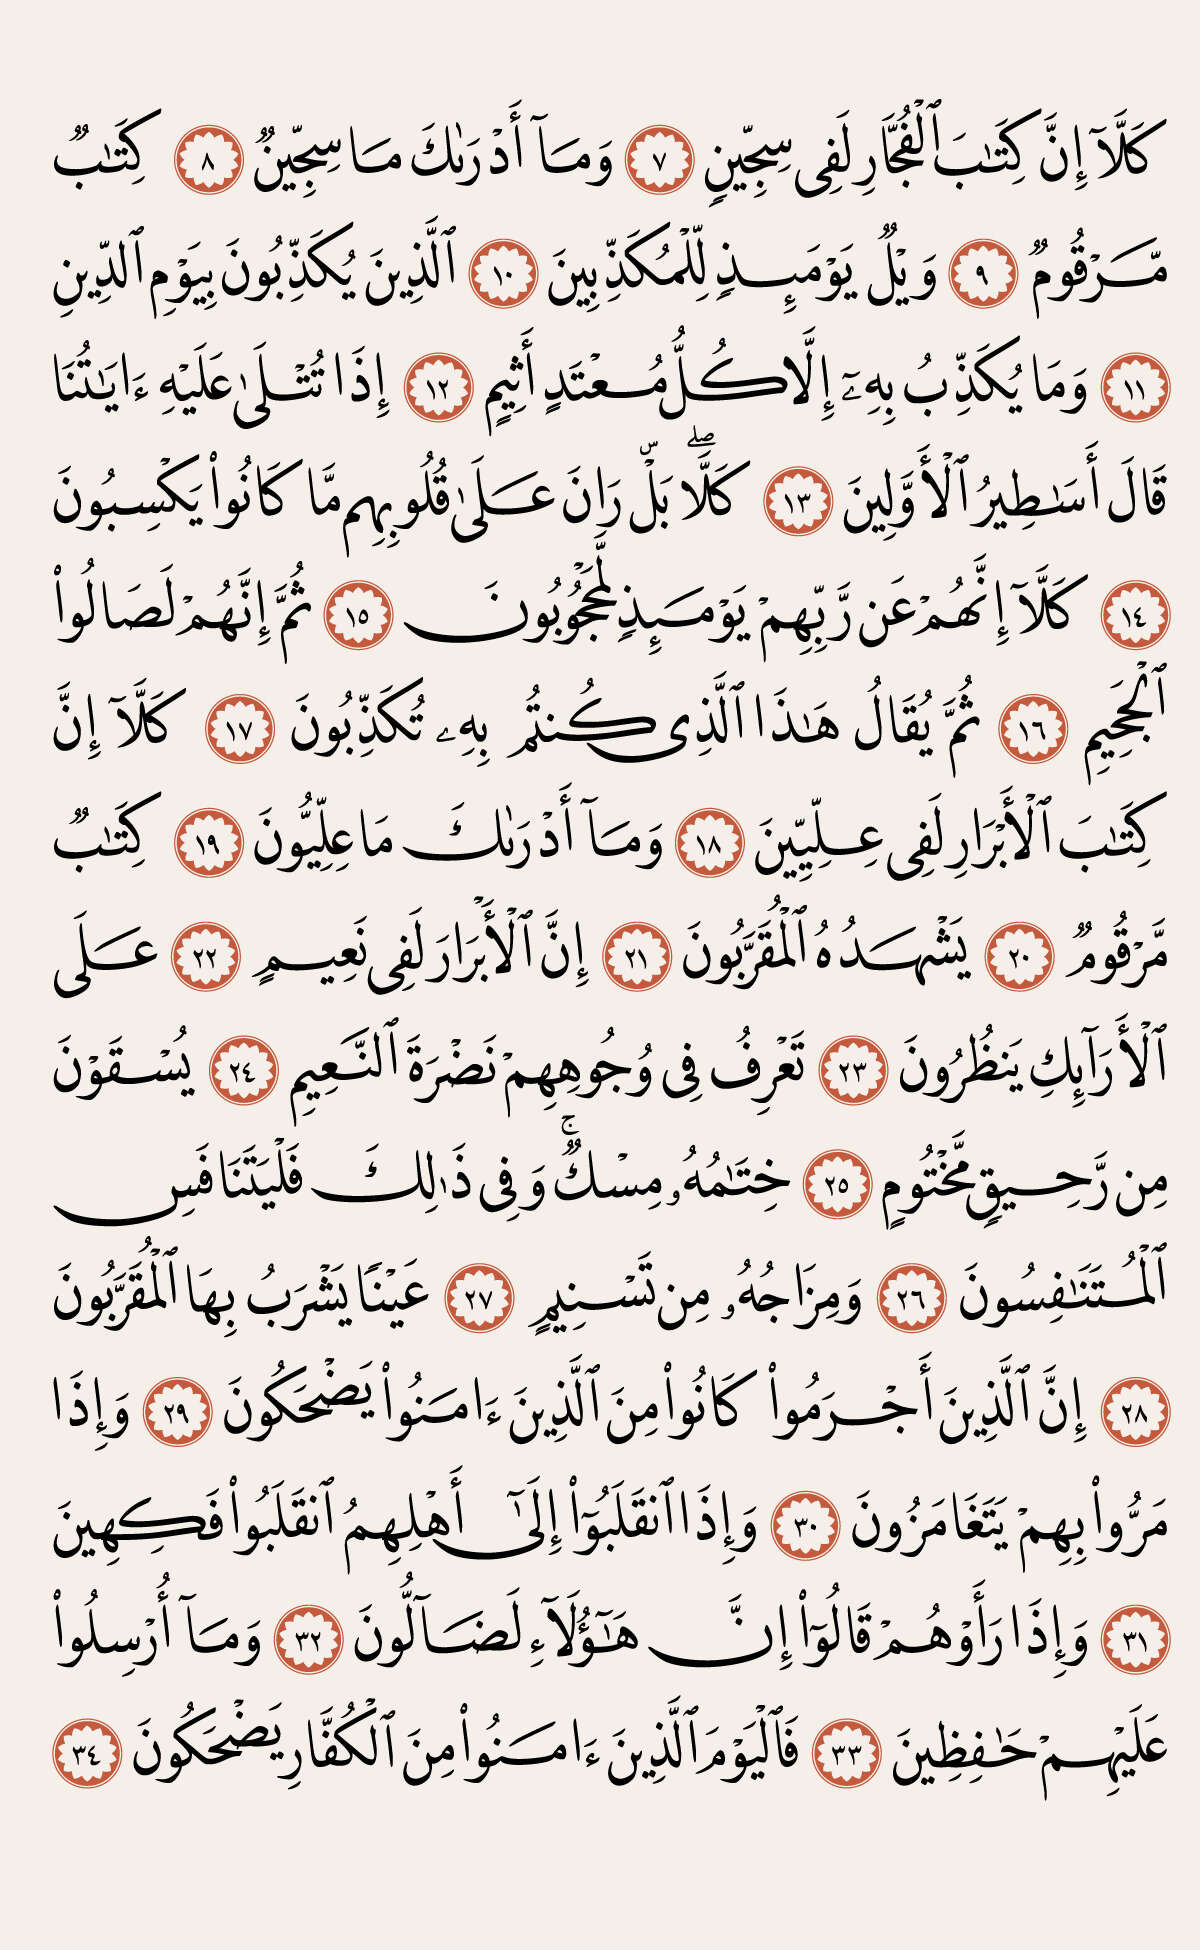 كَلَّآ إِنَّ كِتَٰبَ ٱلْفُجَّارِ لَفِى سِجِّينٍ ٧ وَمَآ أَدْرَىٰكَ مَا سِجِّينٌ ٨ كِتَٰبٌ
مَّرْقُومٌ ٩ وَيْلٌ يَوْمَئِذٍ لِّلْمُكَذِّبِينَ ١٠ ٱلَّذِينَ يُكَذِّبُونَ بِيَوْمِ ٱلدِّينِ
١١ وَمَا يُكَذِّبُ بِهِۦٓ إِلَّا كُلُّ مُعْتَدٍ أَثِيمٍ ١٢ إِذَا تُتْلَىٰ عَلَيْهِ ءَايَٰتُنَا
قَالَ أَسَٰطِيرُ ٱلْأَوَّلِينَ ١٣ كَلَّا ۖ بَلْ ۜ رَانَ عَلَىٰ قُلُوبِهِم مَّا كَانُوا۟ يَكْسِبُونَ
١٤ كَلَّآ إِنَّهُمْ عَن رَّبِّهِمْ يَوْمَئِذٍ لَّمَحْجُوبُونَ ١٥ ثُمَّ إِنَّهُمْ لَصَالُوا۟
ٱلْجَحِيمِ ١٦ ثُمَّ يُقَالُ هَٰذَا ٱلَّذِى كُنتُم بِهِۦ تُكَذِّبُونَ ١٧ كَلَّآ إِنَّ
كِتَٰبَ ٱلْأَبْرَارِ لَفِى عِلِّيِّينَ ١٨ وَمَآ أَدْرَىٰكَ مَا عِلِّيُّونَ ١٩ كِتَٰبٌ
مَّرْقُومٌ ٢٠ يَشْهَدُهُ ٱلْمُقَرَّبُونَ ٢١ إِنَّ ٱلْأَبْرَارَ لَفِى نَعِيمٍ ٢٢ عَلَى
ٱلْأَرَآئِكِ يَنظُرُونَ ٢٣ تَعْرِفُ فِى وُجُوهِهِمْ نَضْرَةَ ٱلنَّعِيمِ ٢٤ يُسْقَوْنَ
مِن رَّحِيقٍ مَّخْتُومٍ ٢٥ خِتَٰمُهُۥ مِسْكٌ ۚ وَفِى ذَٰلِكَ فَلْيَتَنَافَسِ
ٱلْمُتَنَٰفِسُونَ ٢٦ وَمِزَاجُهُۥ مِن تَسْنِيمٍ ٢٧ عَيْنًا يَشْرَبُ بِهَا ٱلْمُقَرَّبُونَ
٢٨ إِنَّ ٱلَّذِينَ أَجْرَمُوا۟ كَانُوا۟ مِنَ ٱلَّذِينَ ءَامَنُوا۟ يَضْحَكُونَ ٢٩ وَإِذَا
مَرُّوا۟ بِهِمْ يَتَغَامَزُونَ ٣٠ وَإِذَا ٱنقَلَبُوٓا۟ إِلَىٰٓ أَهْلِهِمُ ٱنقَلَبُوا۟ فَكِهِينَ
٣١ وَإِذَا رَأَوْهُمْ قَالُوٓا۟ إِنَّ هَٰٓؤُلَآءِ لَضَآلُّونَ ٣٢ وَمَآ أُرْسِلُوا۟
عَلَيْهِمْ حَٰفِظِينَ ٣٣ فَٱلْيَوْمَ ٱلَّذِينَ ءَامَنُوا۟ مِنَ ٱلْكُفَّارِ يَضْحَكُونَ ٣٤